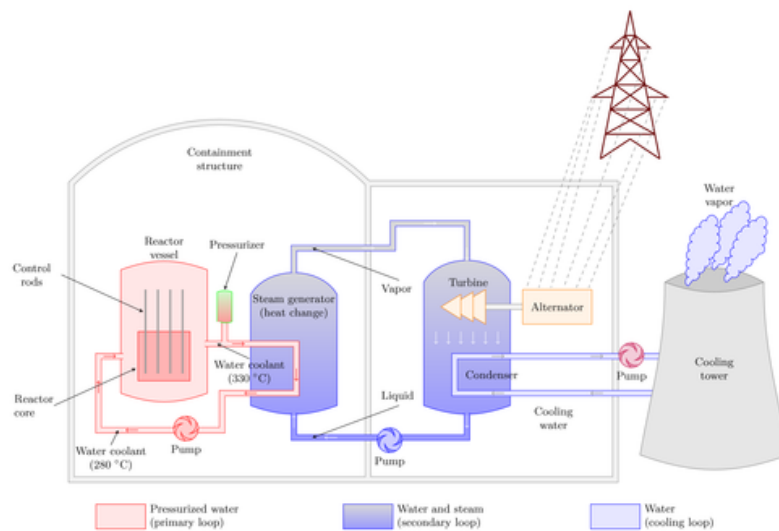 Containment
structure
Water
vapor
Reactor
vessel
Pressurizer
Control
rods
Vapor
Turbine
Steam generator
(heat change)
Alternator
Water coolant
(330 °C)
Condenser
Pump
Cooling
tower
Reactor
core
Liquid
Cooling
water
Water coolant
(280 °C)
Pump
Pump
Pressurized water
(primary loop)
Water and steam
(secondary loop)
Water
(cooling loop)